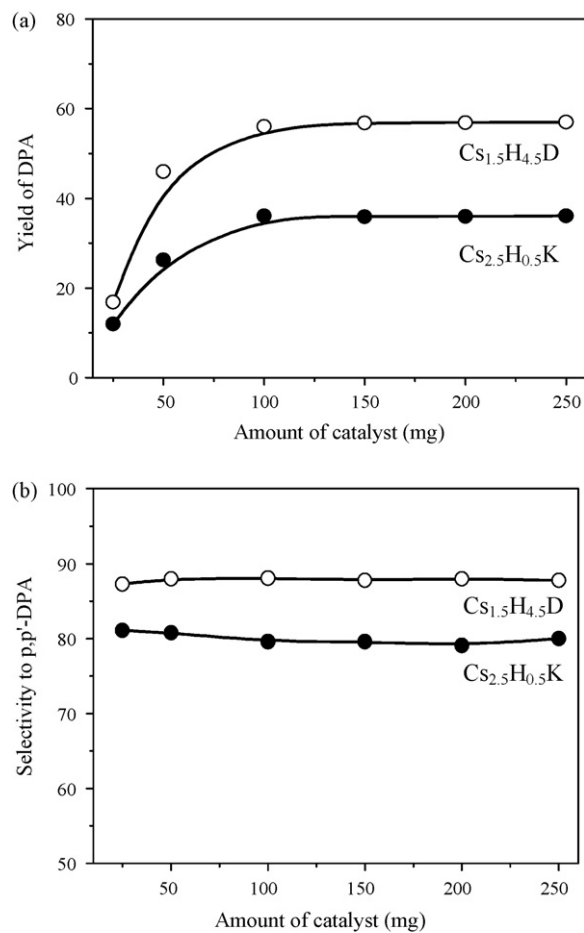 (a)
80
60
40
20
0
Yield of DPA
Cs₁.₅H₄.₅D
Cs₂.₅H₀.₅K
50 100 150 200 250
Amount of catalyst (mg)
(b)
100
90
80
70
60
50
Selectivity to p,p'-DPA
Cs₁.₅H₄.₅D
Cs₂.₅H₀.₅K
50 100 150 200 250
Amount of catalyst (mg)